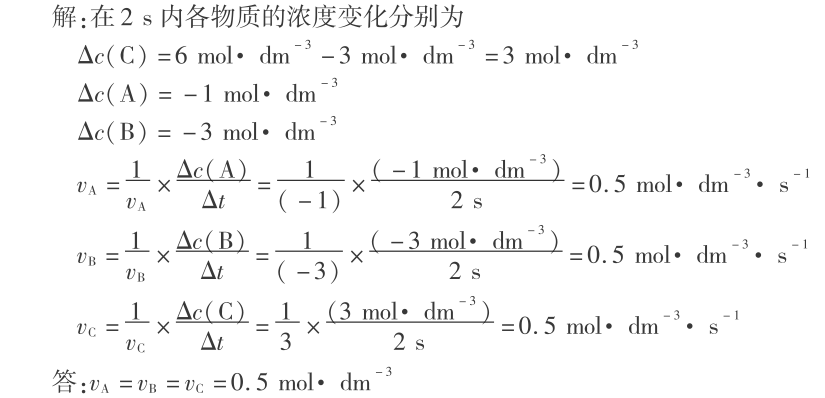 解:在 2 s 内各物质的浓度变化分别为
Δc(C)=6 mol· dm⁻³ −3 mol· dm⁻³ =3 mol· dm⁻³
Δc(A) = −1 mol· dm⁻³
Δc(B) = −3 mol· dm⁻³
v_A = 1/v_A × Δc(A)/Δt = 1/(−1) × (−1 mol· dm⁻³)/2 s =0.5 mol· dm⁻³· s⁻¹
v_B = 1/v_B × Δc(B)/Δt = 1/(−3) × (−3 mol· dm⁻³)/2 s =0.5 mol· dm⁻³· s⁻¹
v_C = 1/v_C × Δc(C)/Δt = 1/3 × (3 mol· dm⁻³)/2 s =0.5 mol· dm⁻³· s⁻¹
答:v_A =v_B =v_C =0.5 mol· dm⁻³